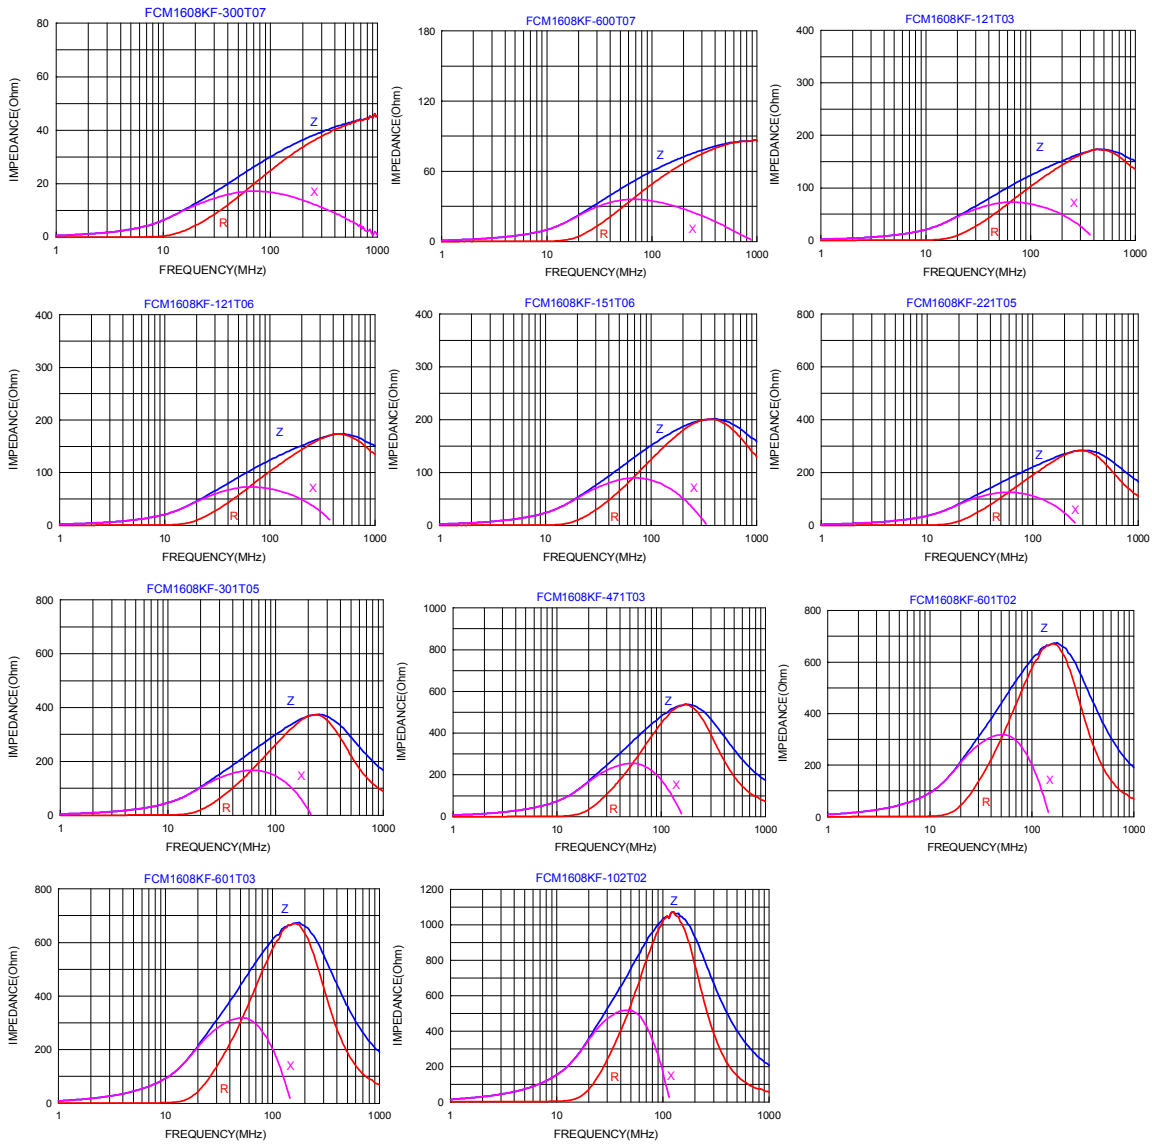 FCM1608KF-300T07
IMPEDANCE(Ohm)
80
60
40
20
0
Z
X
R
1
10
100
1000
FREQUENCY(MHz)
FCM1608KF-600T07
IMPEDANCE(Ohm)
180
120
60
0
Z
X
R
1
10
100
1000
FREQUENCY(MHz)
FCM1608KF-121T03
IMPEDANCE(Ohm)
400
300
200
100
0
Z
X
R
1
10
100
1000
FREQUENCY(MHz)
FCM1608KF-121T06
IMPEDANCE(Ohm)
400
300
200
100
0
Z
X
R
1
10
100
1000
FREQUENCY(MHz)
FCM1608KF-151T06
IMPEDANCE(Ohm)
400
300
200
100
0
Z
X
R
1
10
100
1000
FREQUENCY(MHz)
FCM1608KF-221T05
IMPEDANCE(Ohm)
800
600
400
200
0
Z
X
R
1
10
100
1000
FREQUENCY(MHz)
FCM1608KF-301T05
IMPEDANCE(Ohm)
800
600
400
200
0
Z
X
R
1
10
100
1000
FREQUENCY(MHz)
FCM1608KF-471T03
IMPEDANCE(Ohm)
1000
800
600
400
200
0
Z
X
R
1
10
100
1000
FREQUENCY(MHz)
FCM1608KF-601T02
IMPEDANCE(Ohm)
800
600
400
200
0
Z
X
R
1
10
100
1000
FREQUENCY(MHz)
FCM1608KF-601T03
IMPEDANCE(Ohm)
800
600
400
200
0
Z
X
R
1
10
100
1000
FREQUENCY(MHz)
FCM1608KF-102T02
IMPEDANCE(Ohm)
1200
1000
800
600
400
200
0
Z
X
R
1
10
100
1000
FREQUENCY(MHz)